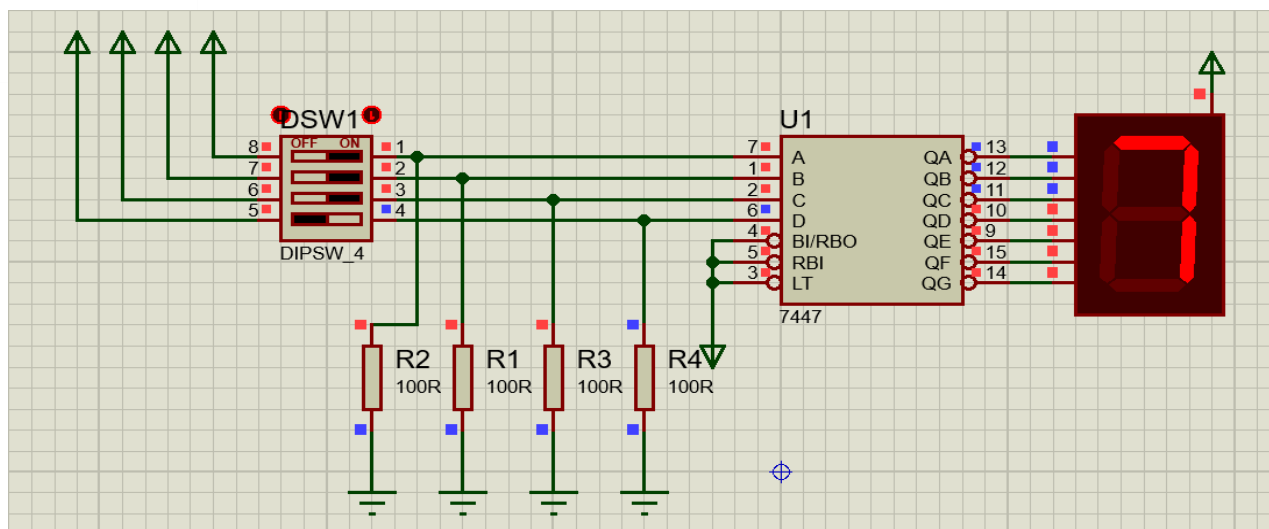 DSW1
OFF ON
8 1
7 2
6 3
5 4
DIPSW_4
U1
7 A QA 13
1 B QB 12
2 C QC 11
6 D QD 10
4 BI/RBO QE 9
5 RBI QF 15
3 LT QG 14
7447
R2
100R
R1
100R
R3
100R
R4
100R
7